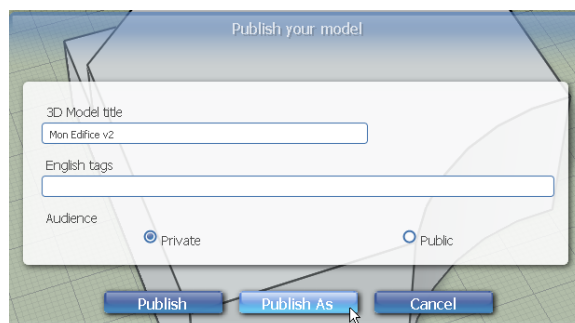 Publish your model
3D Model title
Mon Edifice v2
English tags
Audience
Private Public
Publish Publish As Cancel